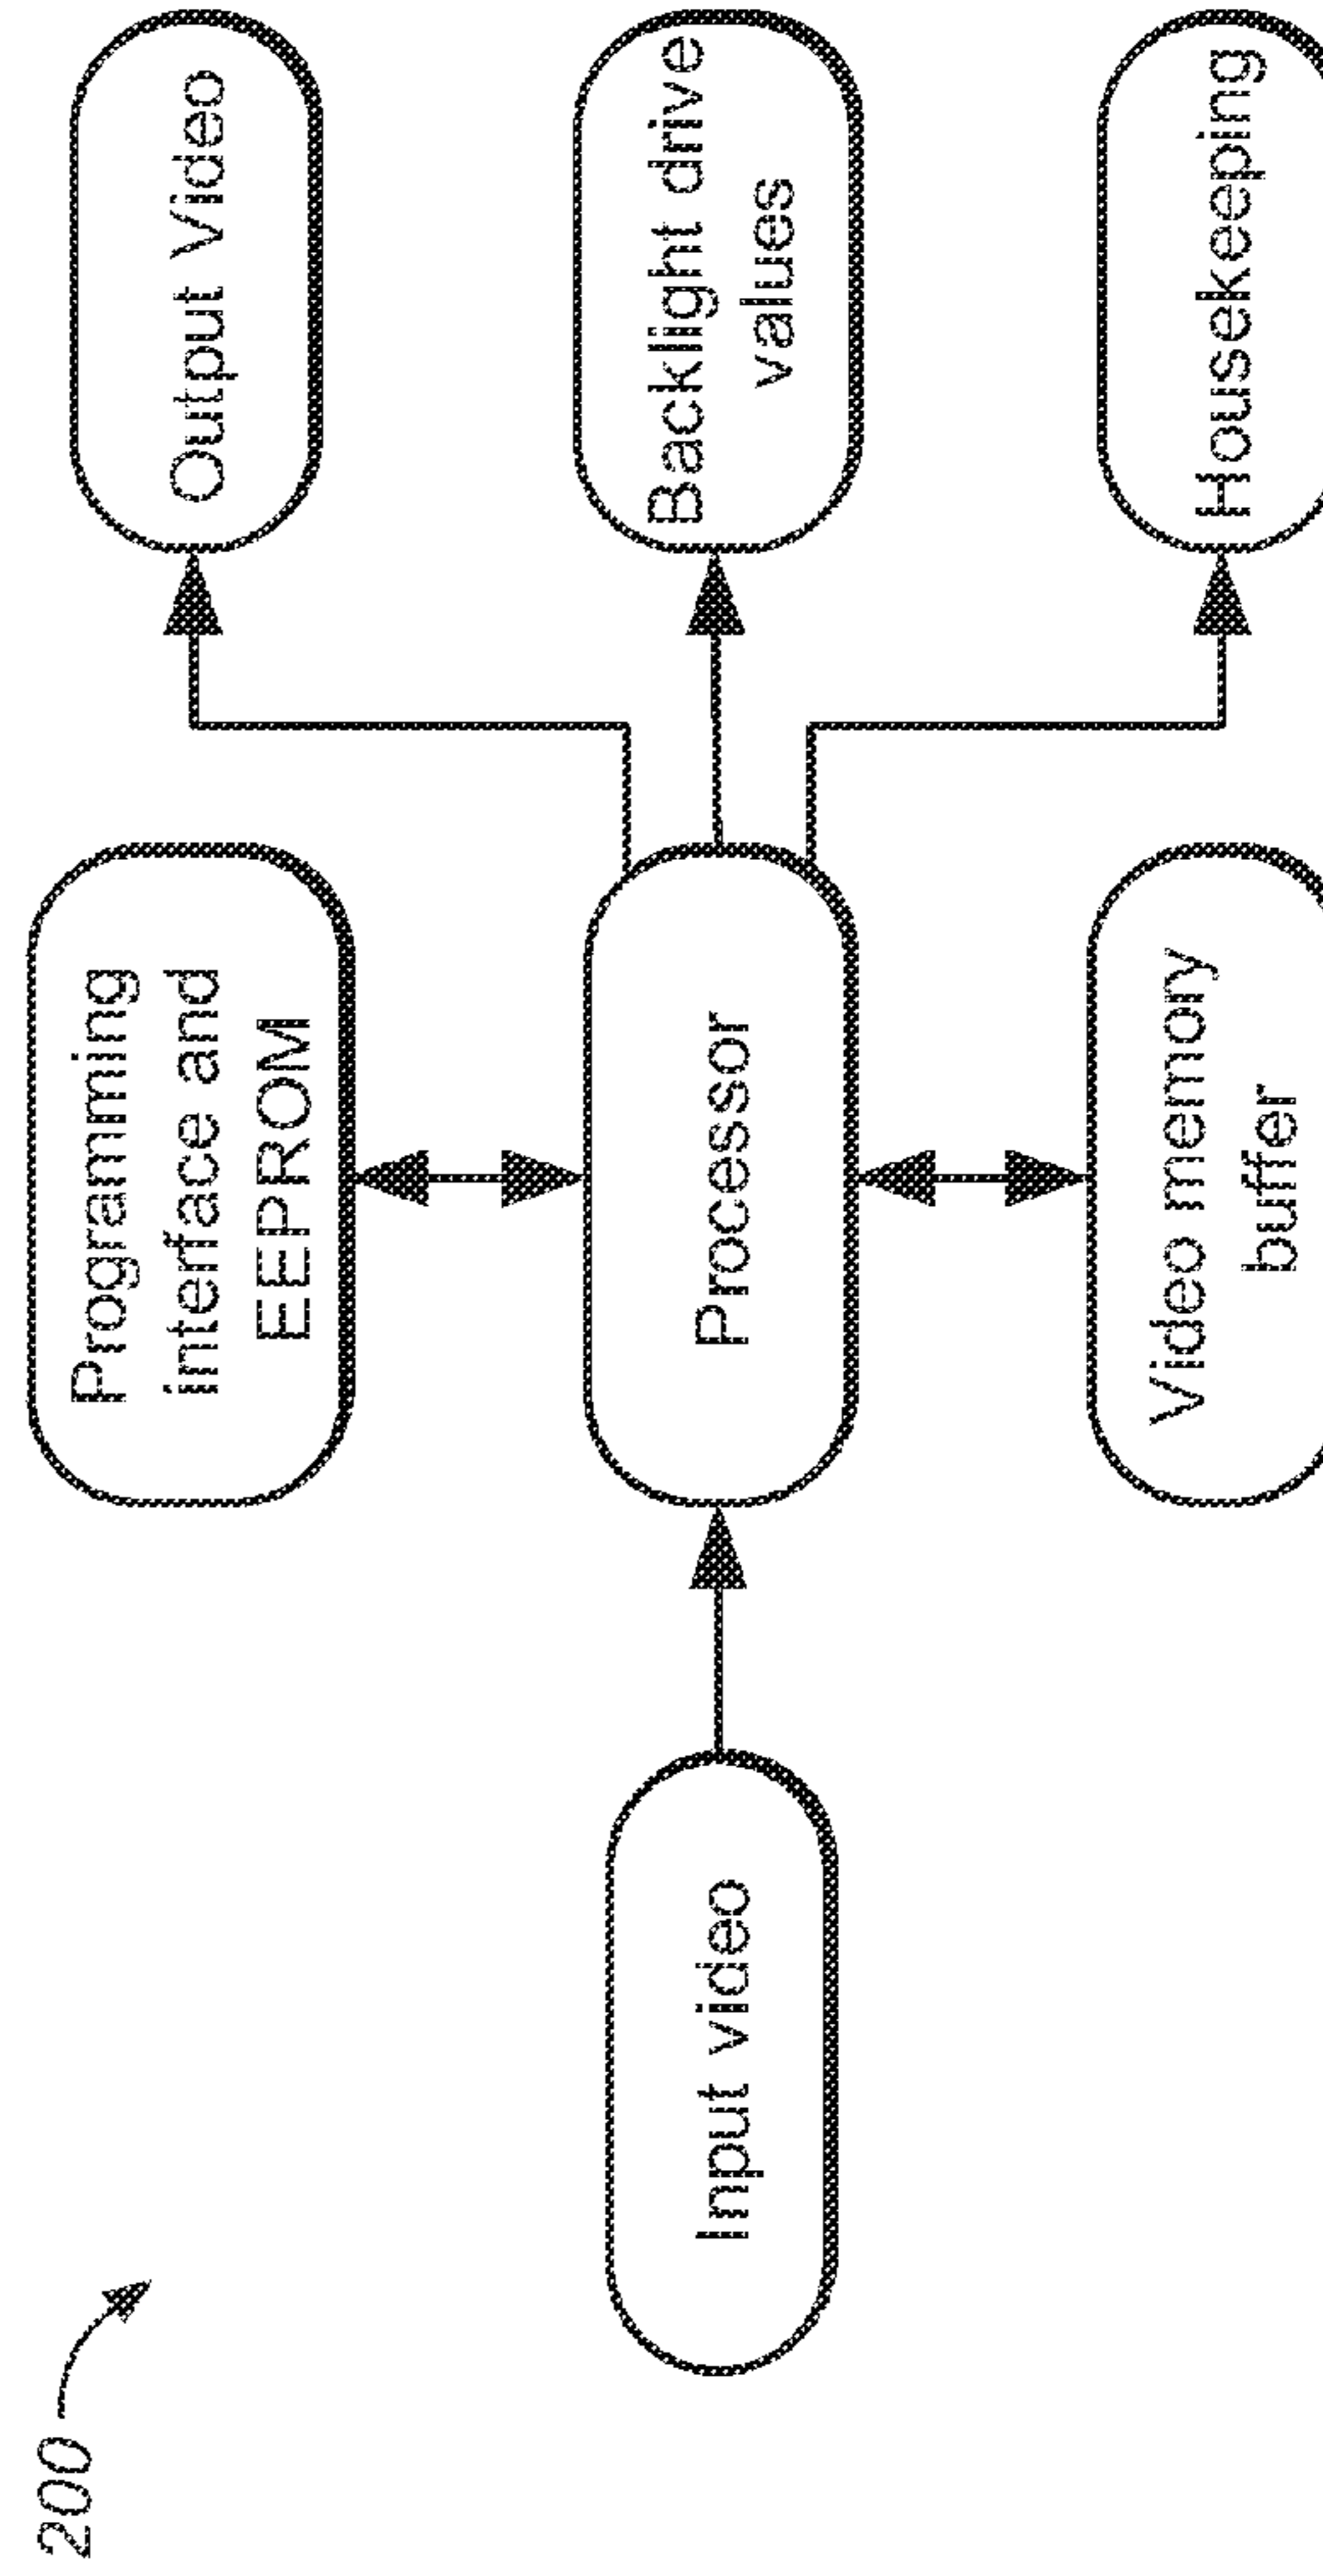 200
Programming
interface and
EEPROM
Output Video
Input video
Processor
Backlight drive
values
Video memory
buffer
Housekeeping